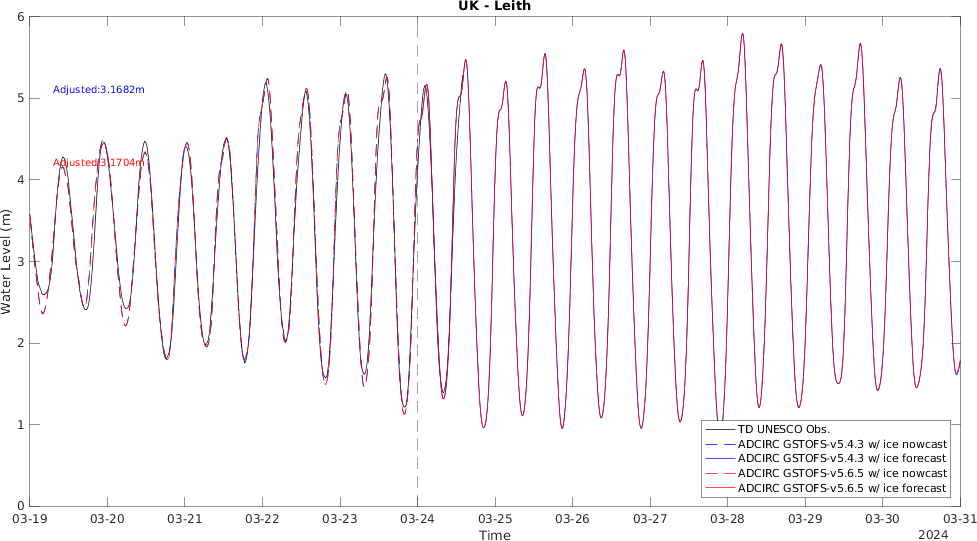 UK - Leith
6
5
4
3
2
1
0
Water Level (m)
Adjusted:3.1682m
Adjusted:3.1704m
TD UNESCO Obs.
ADCIRC GSTOFS-v5.4.3 w/ ice nowcast
ADCIRC GSTOFS-v5.4.3 w/ ice forecast
ADCIRC GSTOFS-v5.6.5 w/ ice nowcast
ADCIRC GSTOFS-v5.6.5 w/ ice forecast
03-19 03-20 03-21 03-22 03-23 03-24 03-25 03-26 03-27 03-28 03-29 03-30 03-31
Time
2024